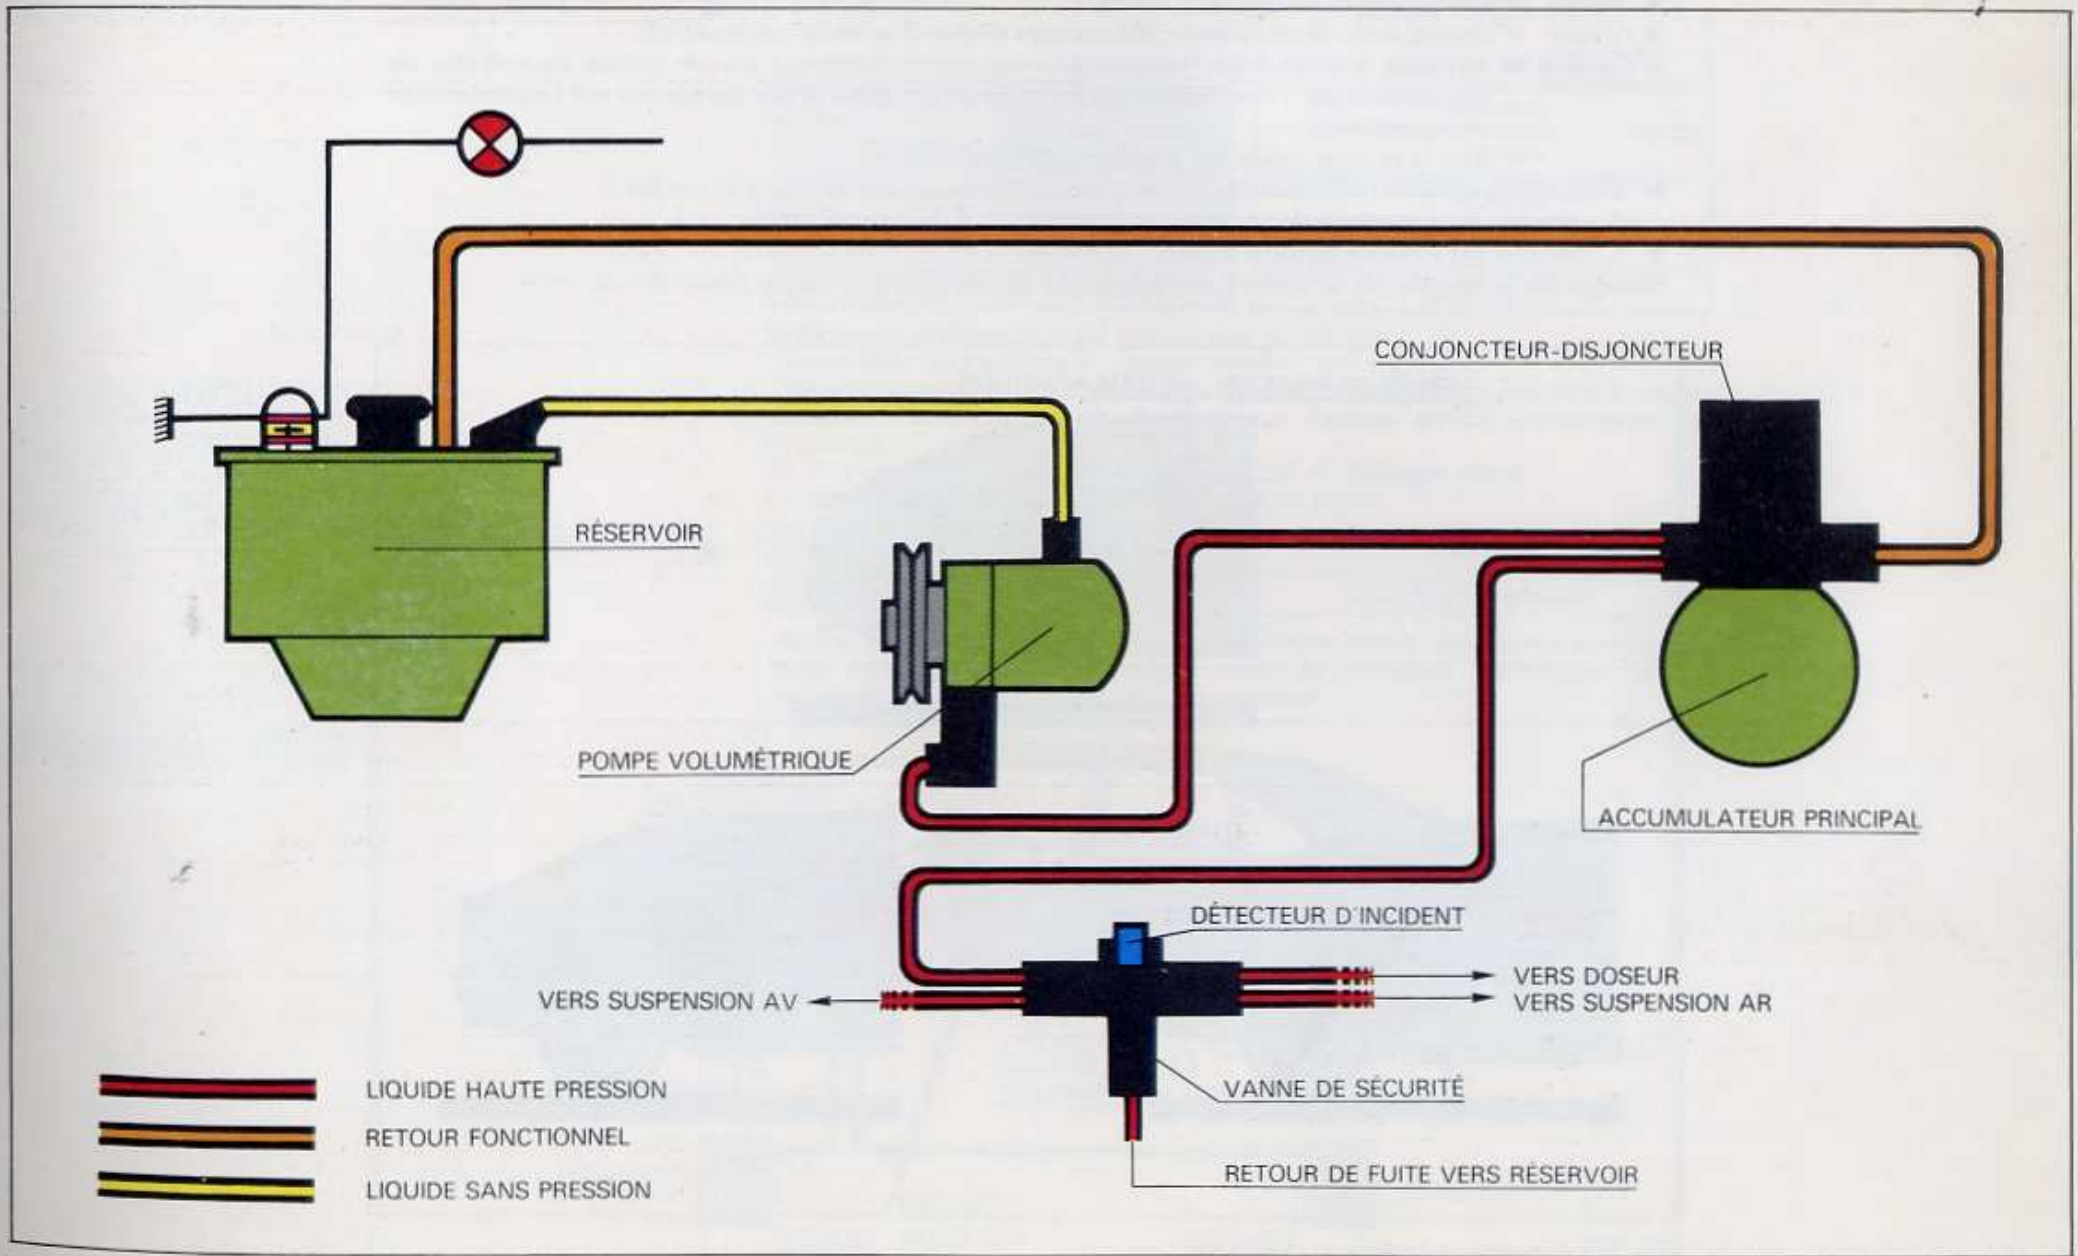 CONJONCTEUR-DISJONCTEUR
RÉSERVOIR
POMPE VOLUMÉTRIQUE
ACCUMULATEUR PRINCIPAL
DÉTECTEUR D'INCIDENT
VERS SUSPENSION AV
VERS DOSEUR
VERS SUSPENSION AR
VANNE DE SÉCURITÉ
RETOUR DE FUITE VERS RÉSERVOIR
LIQUIDE HAUTE PRESSION
RETOUR FONCTIONNEL
LIQUIDE SANS PRESSION